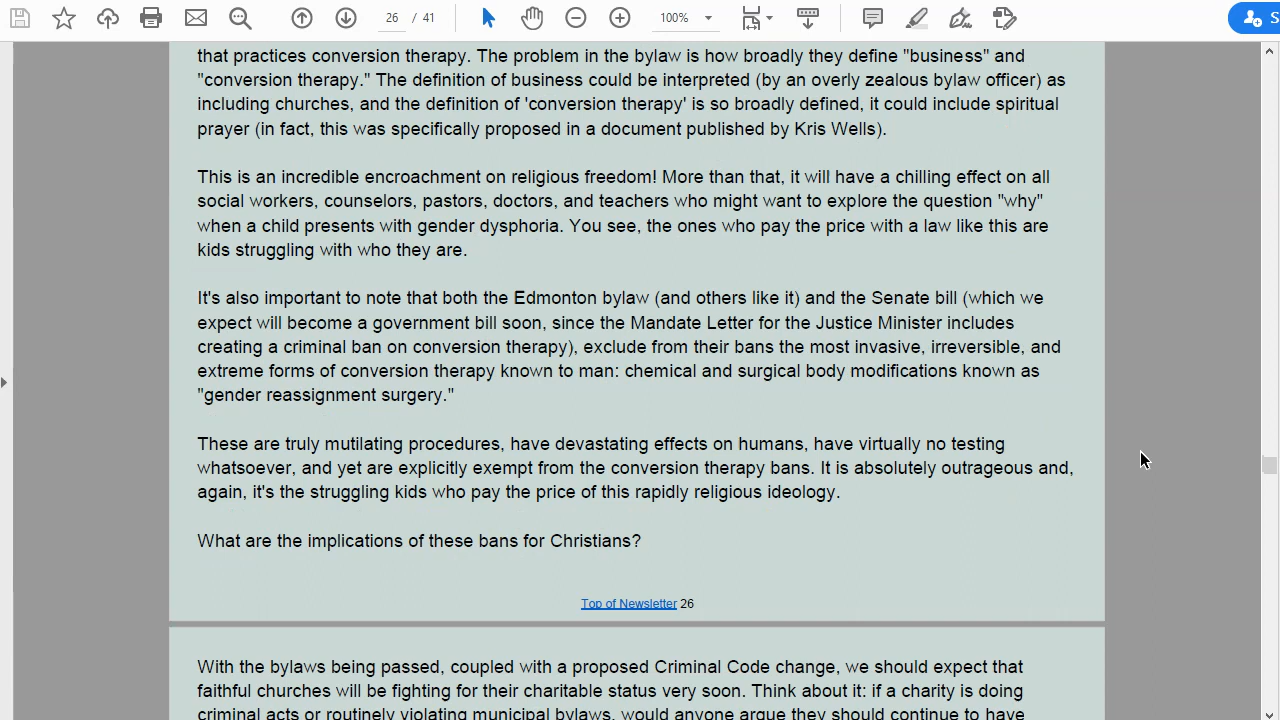 26 / 41
100%
S
that practices conversion therapy. The problem in the bylaw is how broadly they define "business" and
"conversion therapy." The definition of business could be interpreted (by an overly zealous bylaw officer) as
including churches, and the definition of 'conversion therapy' is so broadly defined, it could include spiritual
prayer (in fact, this was specifically proposed in a document published by Kris Wells).
This is an incredible encroachment on religious freedom! More than that, it will have a chilling effect on all
social workers, counselors, pastors, doctors, and teachers who might want to explore the question "why"
when a child presents with gender dysphoria. You see, the ones who pay the price with a law like this are
kids struggling with who they are.
It's also important to note that both the Edmonton bylaw (and others like it) and the Senate bill (which we
expect will become a government bill soon, since the Mandate Letter for the Justice Minister includes
creating a criminal ban on conversion therapy), exclude from their bans the most invasive, irreversible, and
extreme forms of conversion therapy known to man: chemical and surgical body modifications known as
"gender reassignment surgery."
These are truly mutilating procedures, have devastating effects on humans, have virtually no testing
whatsoever, and yet are explicitly exempt from the conversion therapy bans. It is absolutely outrageous and,
again, it's the struggling kids who pay the price of this rapidly religious ideology.
What are the implications of these bans for Christians?
Top of Newsletter 26
With the bylaws being passed, coupled with a proposed Criminal Code change, we should expect that
faithful churches will be fighting for their charitable status very soon. Think about it: if a charity is doing
criminal acts or routinely violating municipal bylaws, would anyone argue they should continue to have